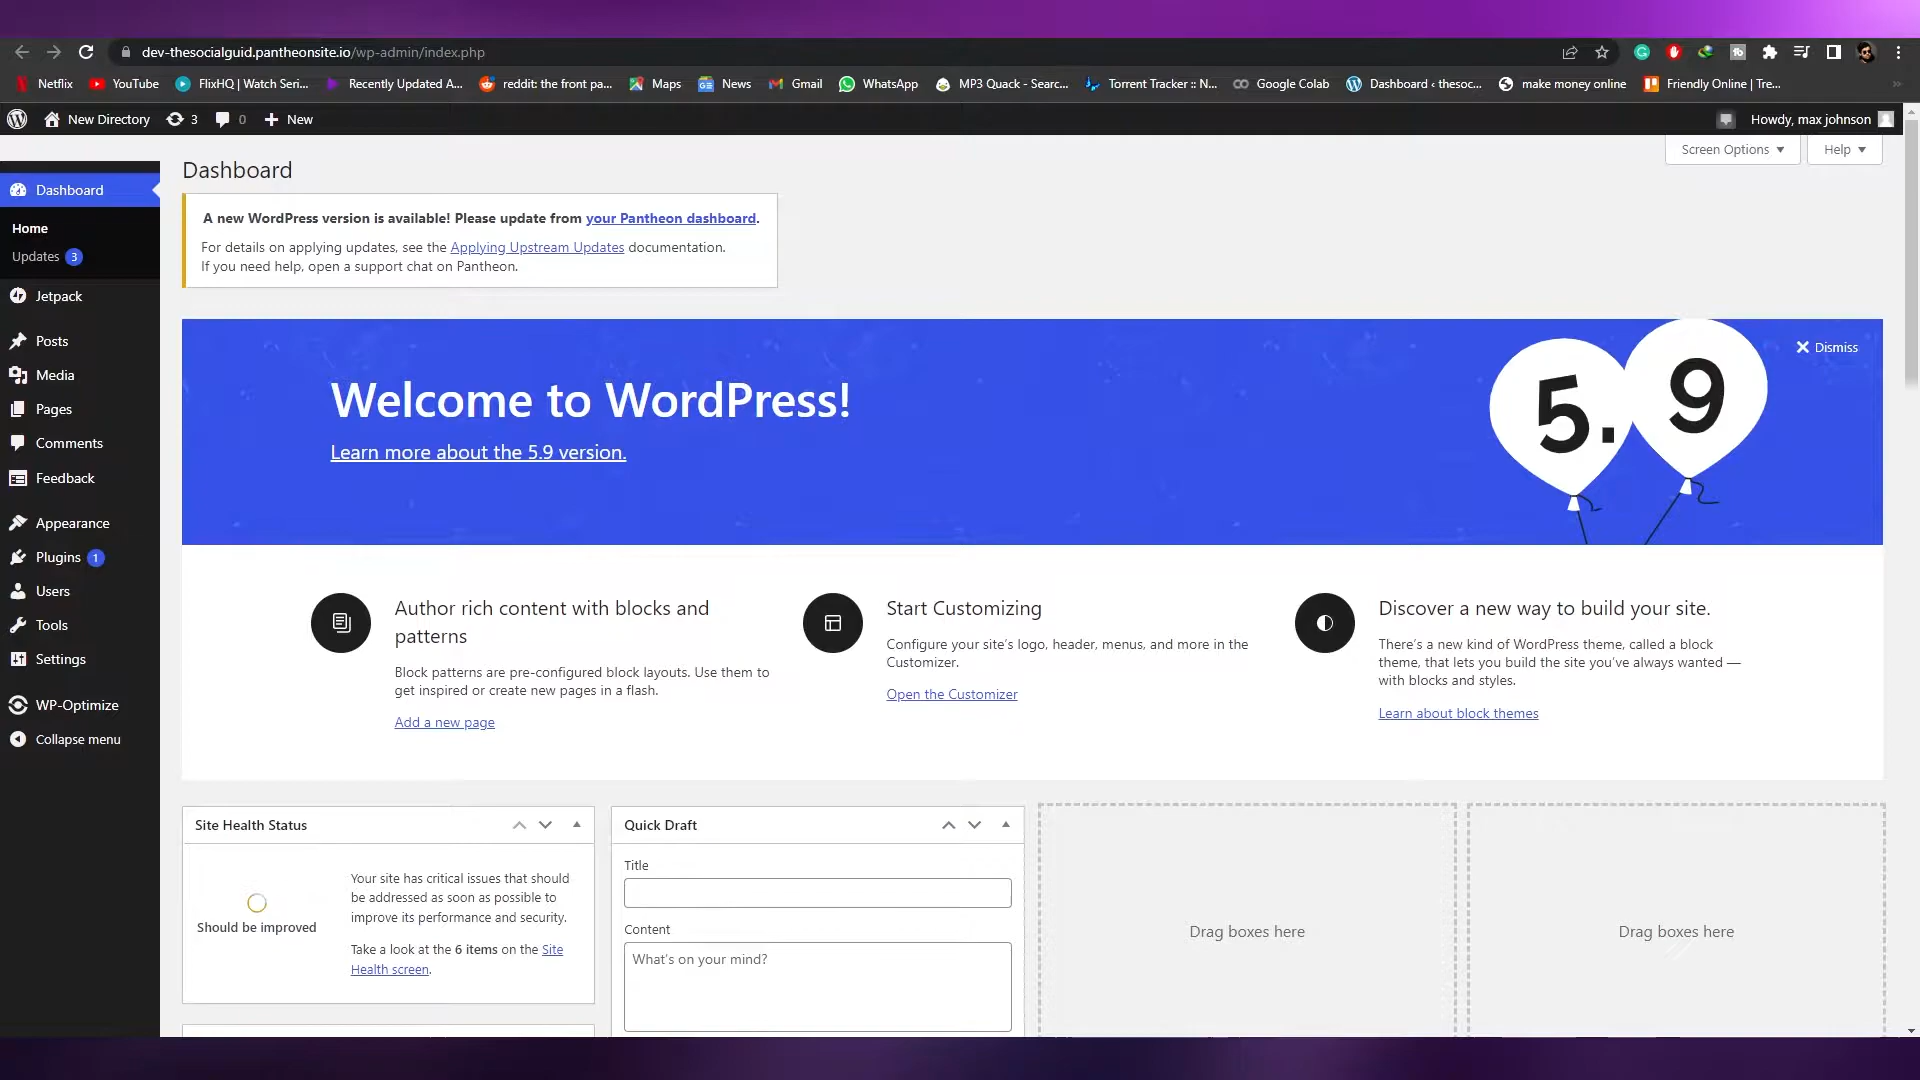 dev-thesocialguid.pantheonsite.io/wp-admin/index.php
Netflix YouTube FlixHQ | Watch Seri... Recently Updated A... reddit: the front pa... Maps News Gmail WhatsApp MP3 Quack - Searc... Torrent Tracker :: N... Google Colab Dashboard ‹ thesoc... make money online Friendly Online | Tre... »
New Directory 3 0 New Howdy, max johnson
Screen Options Help
Dashboard
Home
Updates 3
Jetpack
Posts
Media
Pages
Comments
Feedback
Appearance
Plugins 1
Users
Tools
Settings
WP-Optimize
Collapse menu
Dashboard
A new WordPress version is available! Please update from your Pantheon dashboard.
For details on applying updates, see the Applying Upstream Updates documentation.
If you need help, open a support chat on Pantheon.
Dismiss
Welcome to WordPress!
Learn more about the 5.9 version.
5.9
Author rich content with blocks and
patterns
Block patterns are pre-configured block layouts. Use them to
get inspired or create new pages in a flash.
Add a new page
Start Customizing
Configure your site's logo, header, menus, and more in the
Customizer.
Open the Customizer
Discover a new way to build your site.
There's a new kind of WordPress theme, called a block
theme, that lets you build the site you've always wanted —
with blocks and styles.
Learn about block themes
Site Health Status
Should be improved
Your site has critical issues that should
be addressed as soon as possible to
improve its performance and security.
Take a look at the 6 items on the Site
Health screen.
Quick Draft
Title
Content
What's on your mind?
Drag boxes here
Drag boxes here